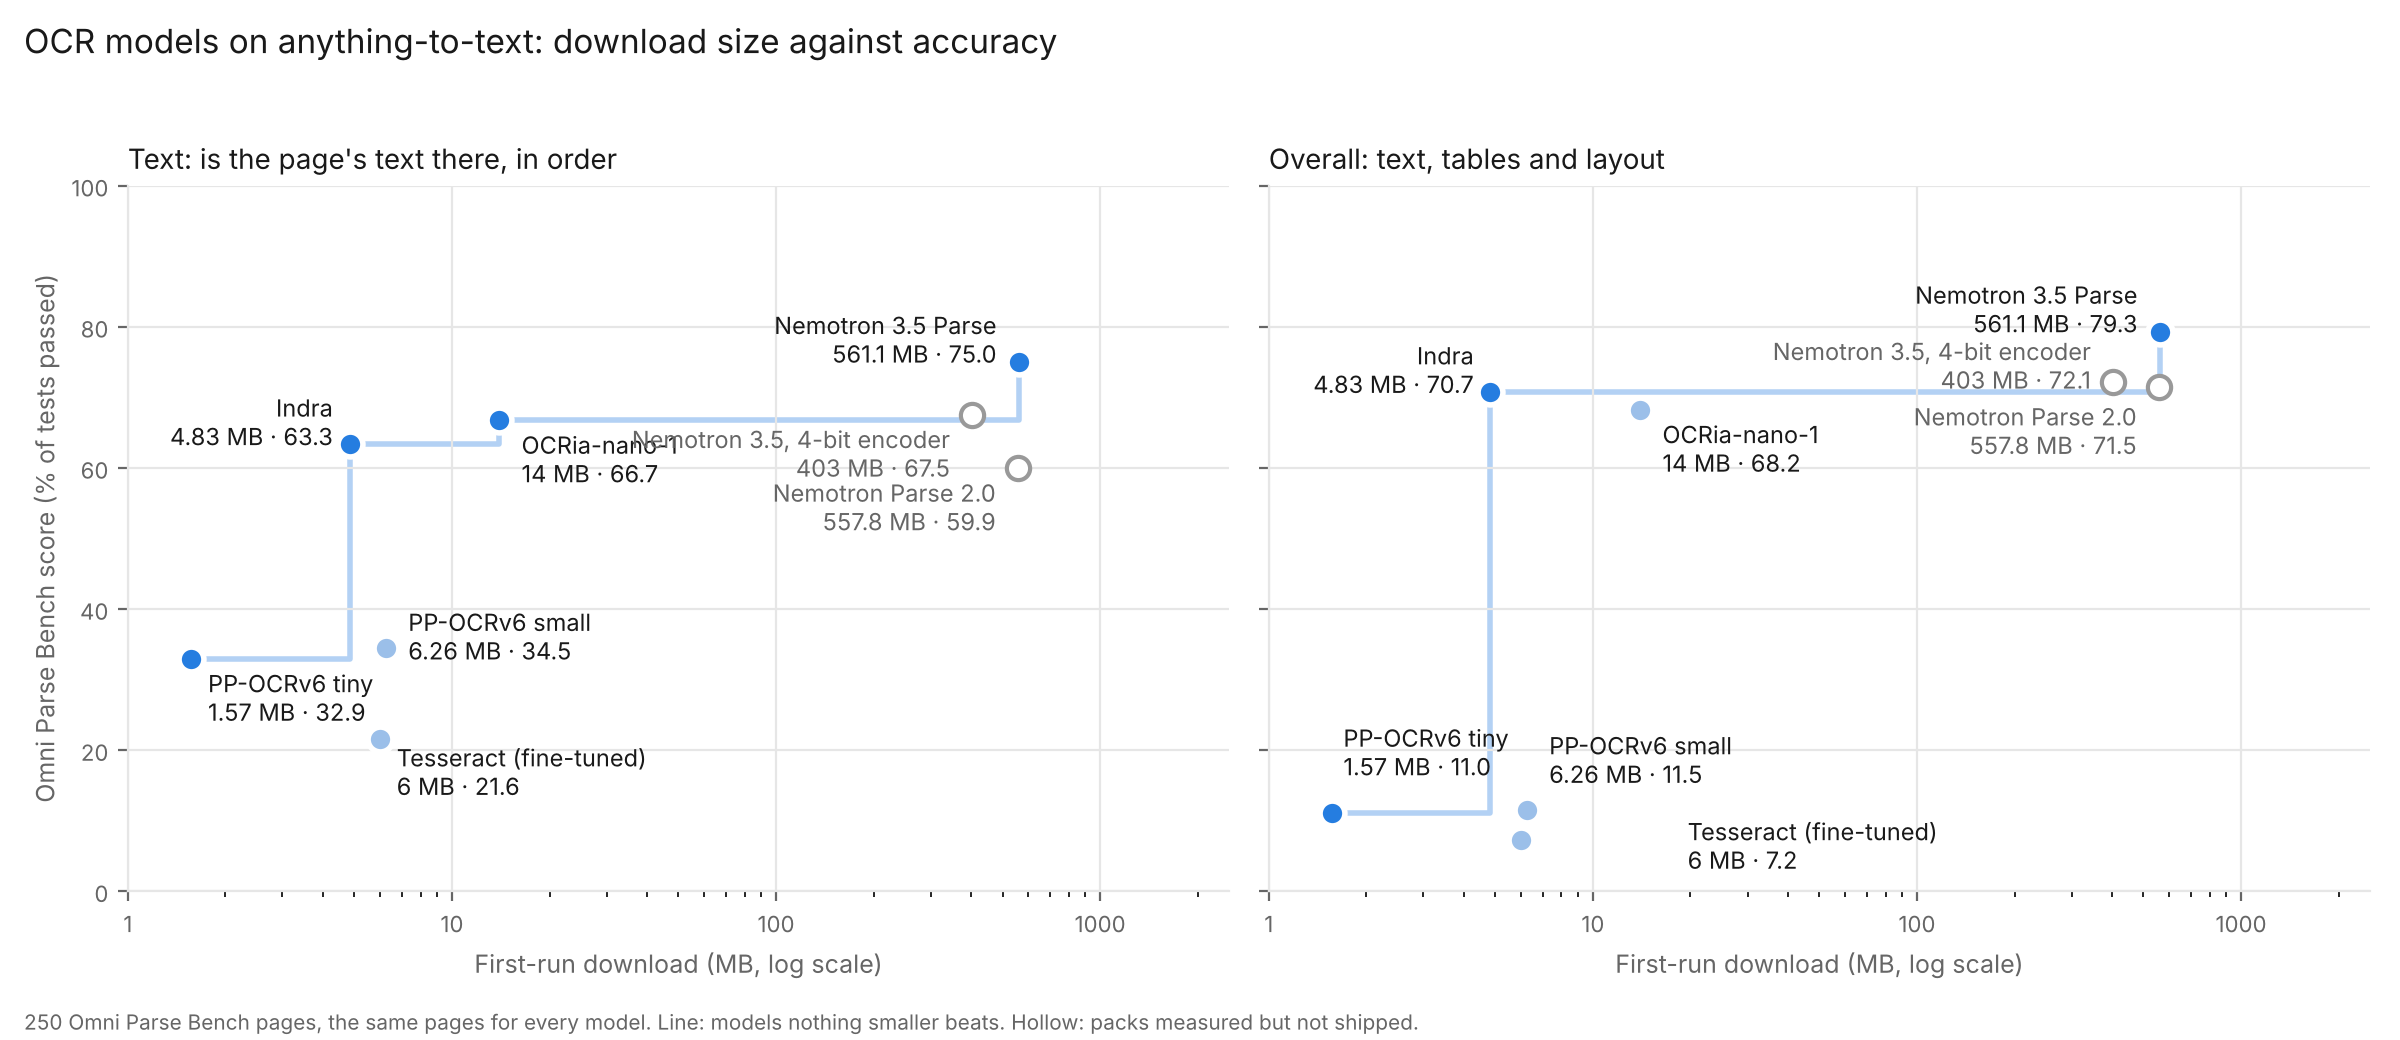 OCR models on anything-to-text: download size against accuracy
Text: is the page's text there, in order
Omni Parse Bench score (% of tests passed)
100
80
60
40
20
0
Nemotron 3.5 Parse
561.1 MB · 75.0
Indra
4.83 MB · 63.3
OCRia-nano-1
14 MB · 66.7
Nemotron 3.5, 4-bit encoder
403 MB · 67.5
Nemotron Parse 2.0
557.8 MB · 59.9
PP-OCRv6 small
6.26 MB · 34.5
PP-OCRv6 tiny
1.57 MB · 32.9
Tesseract (fine-tuned)
6 MB · 21.6
1 10 100 1000
First-run download (MB, log scale)
Overall: text, tables and layout
Nemotron 3.5 Parse
561.1 MB · 79.3
Nemotron 3.5, 4-bit encoder
403 MB · 72.1
Indra
4.83 MB · 70.7
Nemotron Parse 2.0
557.8 MB · 71.5
OCRia-nano-1
14 MB · 68.2
PP-OCRv6 tiny
1.57 MB · 11.0
PP-OCRv6 small
6.26 MB · 11.5
Tesseract (fine-tuned)
6 MB · 7.2
1 10 100 1000
First-run download (MB, log scale)
250 Omni Parse Bench pages, the same pages for every model. Line: models nothing smaller beats. Hollow: packs measured but not shipped.